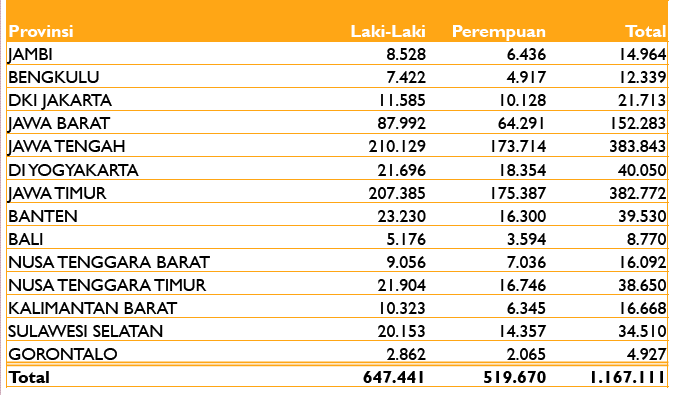 Provinsi Laki-Laki Perempuan Total
JAMBI 8.528 6.436 14.964
BENGKULU 7.422 4.917 12.339
DKI JAKARTA 11.585 10.128 21.713
JAWA BARAT 87.992 64.291 152.283
JAWA TENGAH 210.129 173.714 383.843
DI YOGYAKARTA 21.696 18.354 40.050
JAWA TIMUR 207.385 175.387 382.772
BANTEN 23.230 16.300 39.530
BALI 5.176 3.594 8.770
NUSA TENGGARA BARAT 9.056 7.036 16.092
NUSA TENGGARA TIMUR 21.904 16.746 38.650
KALIMANTAN BARAT 10.323 6.345 16.668
SULAWESI SELATAN 20.153 14.357 34.510
GORONTALO 2.862 2.065 4.927
Total 647.441 519.670 1.167.111